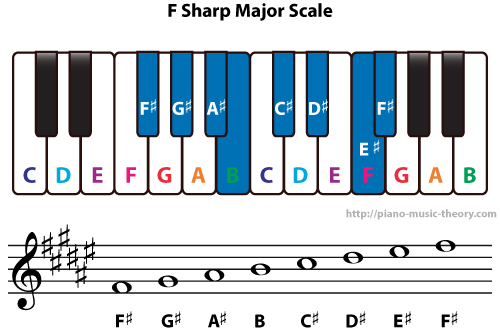 F Sharp Major Scale
F♯ G♯ A♯ C♯ D♯ F♯
E♯
C D E F G A B C D E F G A B
http://piano-music-theory.com
F♯ G♯ A♯ B C♯ D♯ E♯ F♯